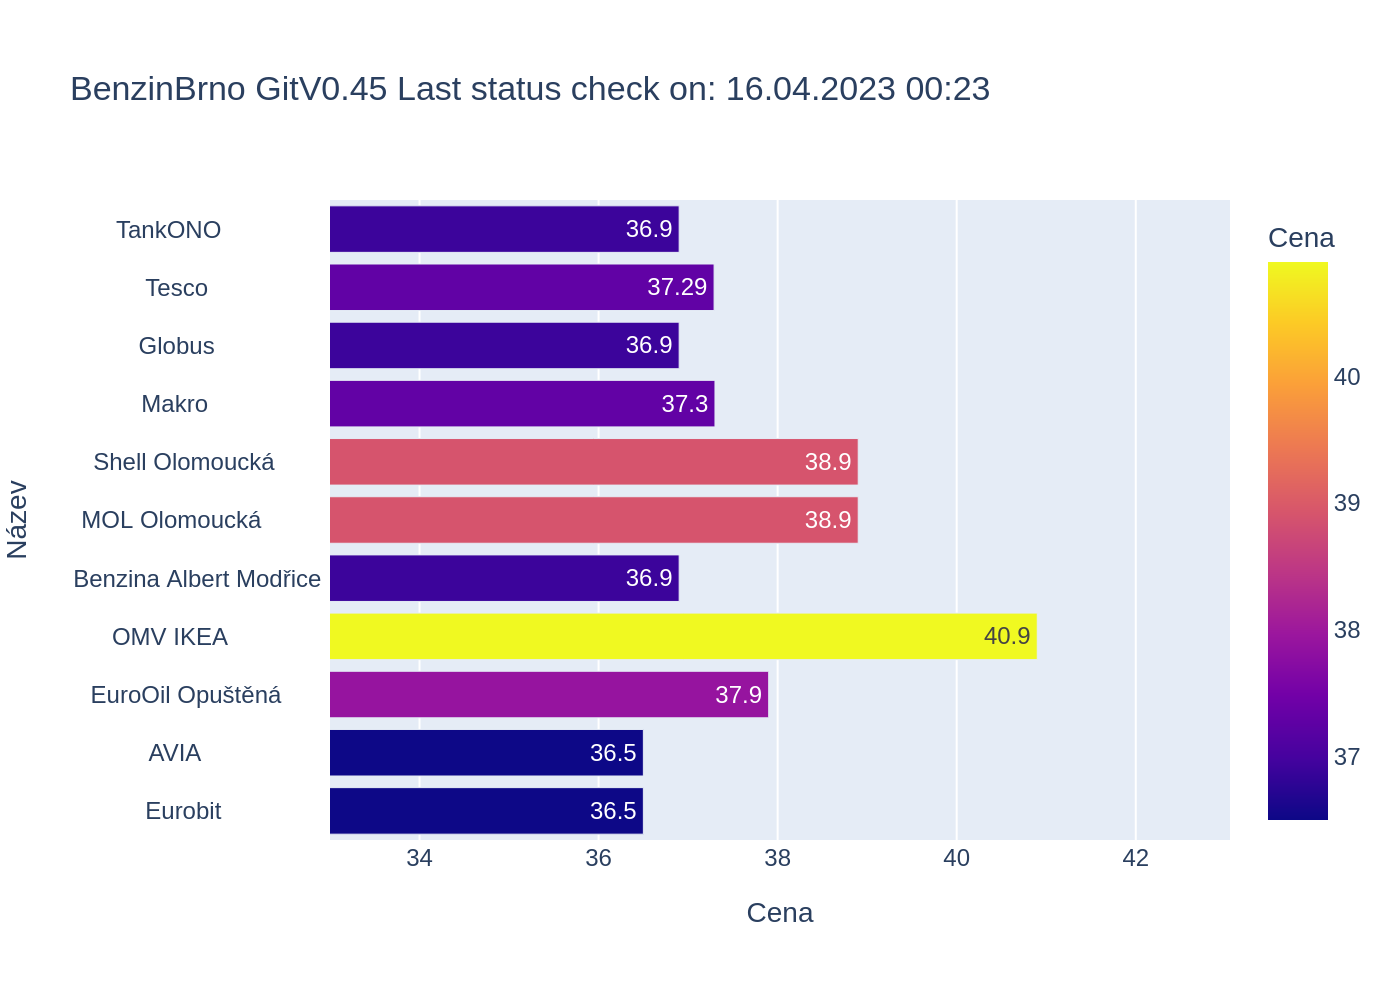 BenzinBrno GitV0.45 Last status check on: 16.04.2023 00:23
Název
TankONO 36.9
Tesco 37.29
Globus 36.9
Makro 37.3
Shell Olomoucká 38.9
MOL Olomoucká 38.9
Benzina Albert Modřice 36.9
OMV IKEA 40.9
EuroOil Opuštěná 37.9
AVIA 36.5
Eurobit 36.5
34 36 38 40 42
Cena
Cena
40
39
38
37